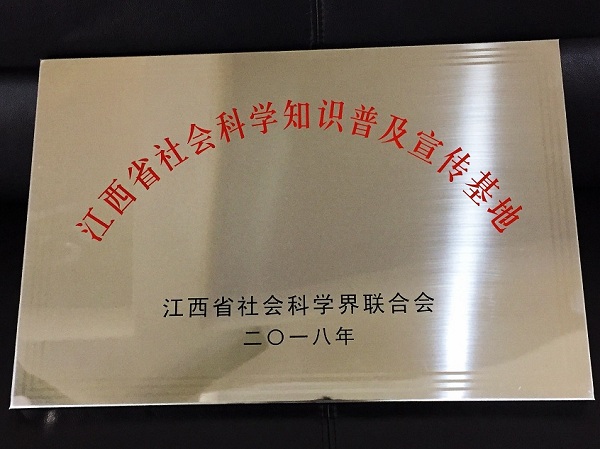 江西省社会科学知识普及宣传基地
江西省社会科学界联合会
二〇一八年